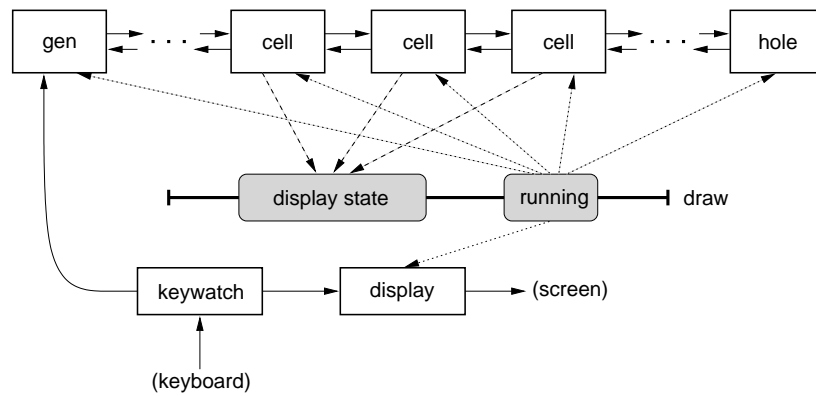 gen . . . cell cell cell . . . hole
display state running draw
keywatch display (screen)
(keyboard)